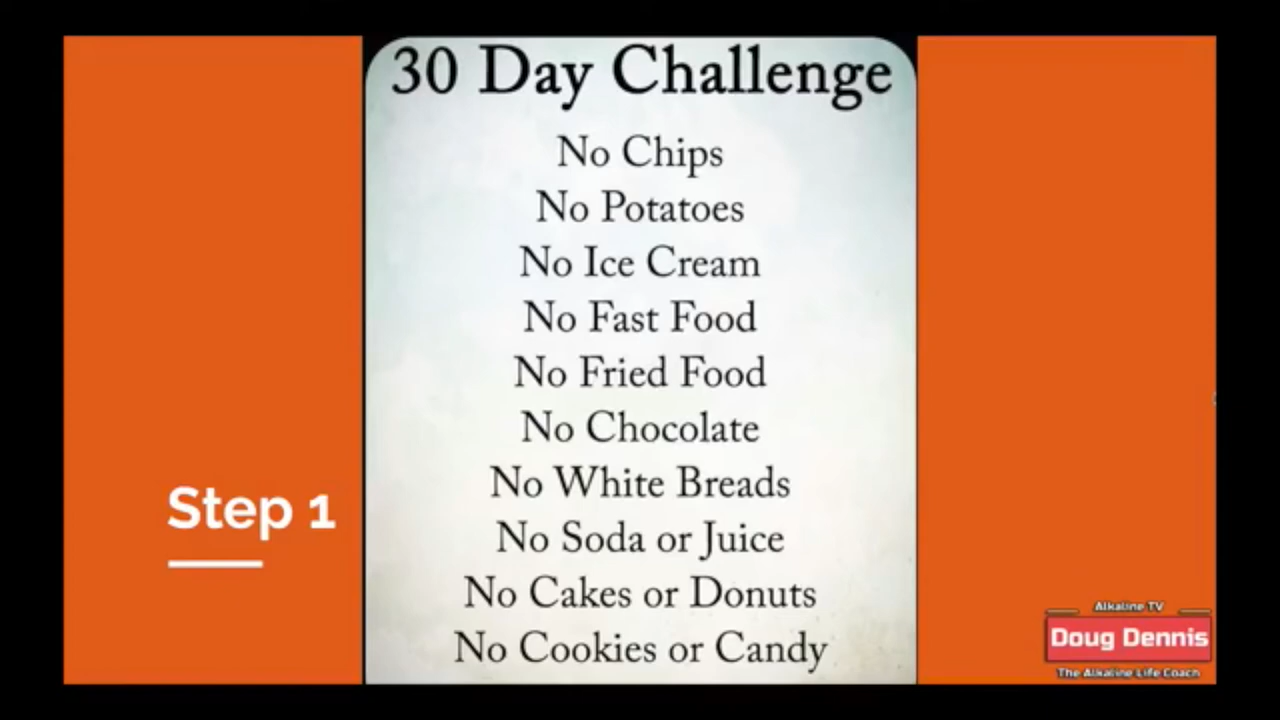 30 Day Challenge
No Chips
No Potatoes
No Ice Cream
No Fast Food
No Fried Food
No Chocolate
No White Breads
No Soda or Juice
No Cakes or Donuts
No Cookies or Candy
Step 1
Alkaline TV
Doug Dennis
The Alkaline Life Coach